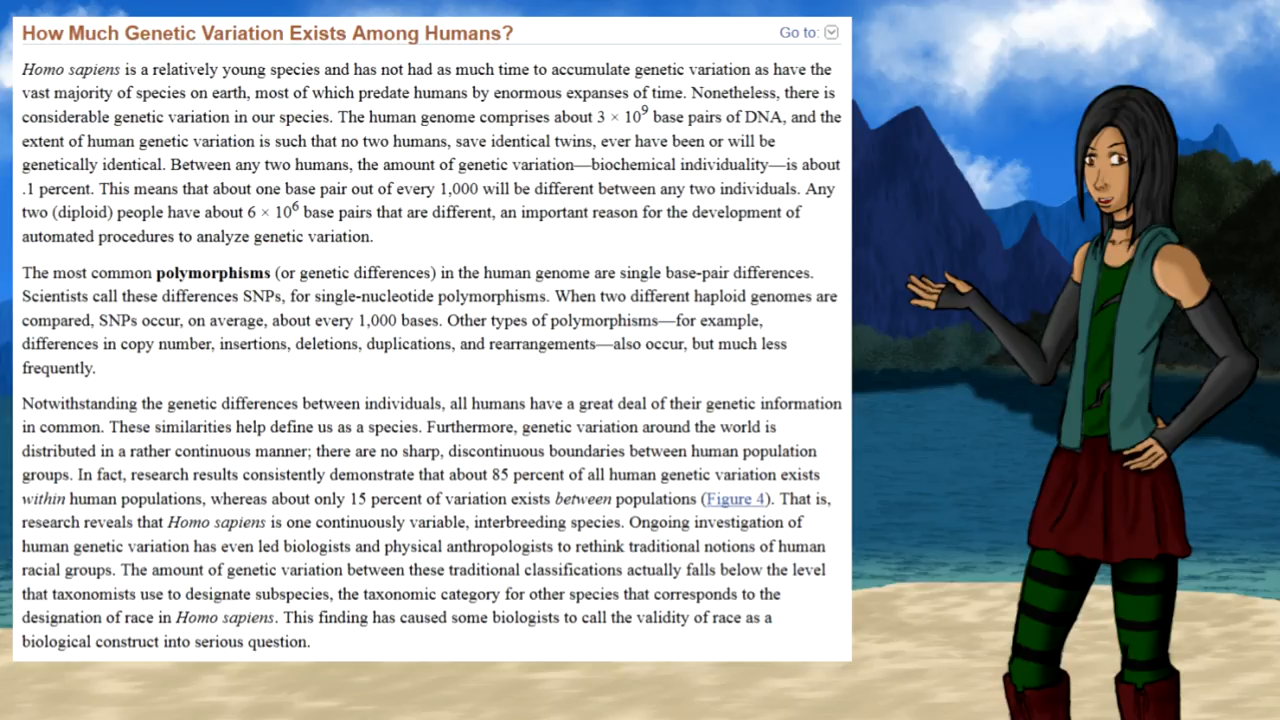 How Much Genetic Variation Exists Among Humans?
Go to:
Homo sapiens is a relatively young species and has not had as much time to accumulate genetic variation as have the
vast majority of species on earth, most of which predate humans by enormous expanses of time. Nonetheless, there is
considerable genetic variation in our species. The human genome comprises about 3 × 10⁹ base pairs of DNA, and the
extent of human genetic variation is such that no two humans, save identical twins, ever have been or will be
genetically identical. Between any two humans, the amount of genetic variation—biochemical individuality—is about
.1 percent. This means that about one base pair out of every 1,000 will be different between any two individuals. Any
two (diploid) people have about 6 × 10⁶ base pairs that are different, an important reason for the development of
automated procedures to analyze genetic variation.
The most common polymorphisms (or genetic differences) in the human genome are single base-pair differences.
Scientists call these differences SNPs, for single-nucleotide polymorphisms. When two different haploid genomes are
compared, SNPs occur, on average, about every 1,000 bases. Other types of polymorphisms—for example,
differences in copy number, insertions, deletions, duplications, and rearrangements—also occur, but much less
frequently.
Notwithstanding the genetic differences between individuals, all humans have a great deal of their genetic information
in common. These similarities help define us as a species. Furthermore, genetic variation around the world is
distributed in a rather continuous manner; there are no sharp, discontinuous boundaries between human population
groups. In fact, research results consistently demonstrate that about 85 percent of all human genetic variation exists
within human populations, whereas about only 15 percent of variation exists between populations (Figure 4). That is,
research reveals that Homo sapiens is one continuously variable, interbreeding species. Ongoing investigation of
human genetic variation has even led biologists and physical anthropologists to rethink traditional notions of human
racial groups. The amount of genetic variation between these traditional classifications actually falls below the level
that taxonomists use to designate subspecies, the taxonomic category for other species that corresponds to the
designation of race in Homo sapiens. This finding has caused some biologists to call the validity of race as a
biological construct into serious question.